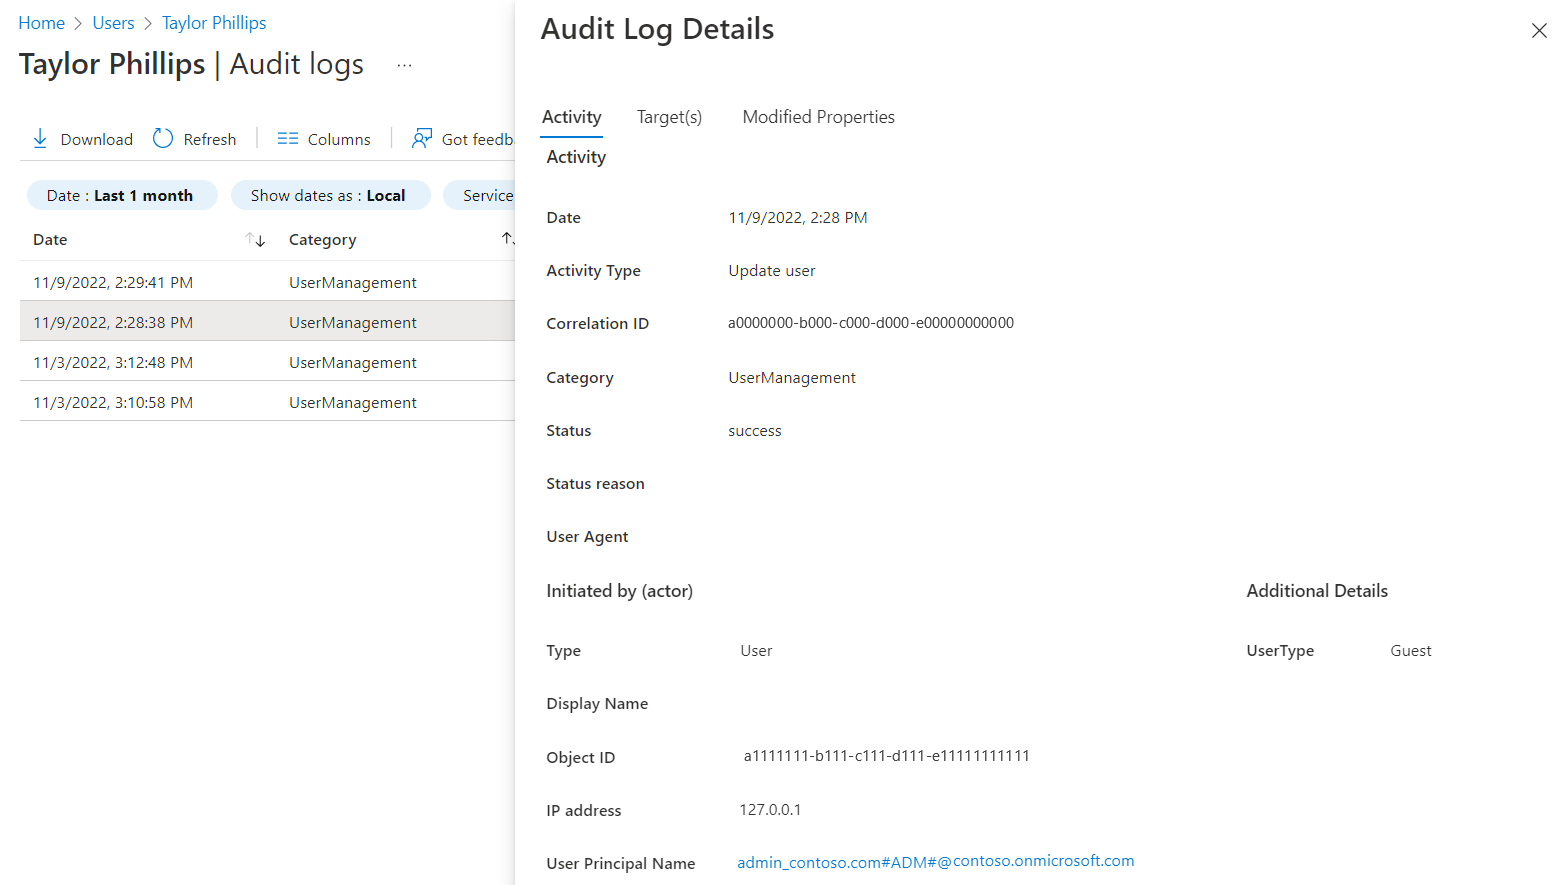 Home > Users > Taylor Phillips
Taylor Phillips | Audit logs ...
Download Refresh Columns Got feedb
Date : Last 1 month Show dates as : Local Service
Date Category
11/9/2022, 2:29:41 PM UserManagement
11/9/2022, 2:28:38 PM UserManagement
11/3/2022, 3:12:48 PM UserManagement
11/3/2022, 3:10:58 PM UserManagement
Audit Log Details
Activity Target(s) Modified Properties
Activity
Date 11/9/2022, 2:28 PM
Activity Type Update user
Correlation ID a0000000-b000-c000-d000-e00000000000
Category UserManagement
Status success
Status reason
User Agent
Initiated by (actor) Additional Details
Type User UserType Guest
Display Name
Object ID a1111111-b111-c111-d111-e11111111111
IP address 127.0.0.1
User Principal Name admin_contoso.com#ADM#@contoso.onmicrosoft.com